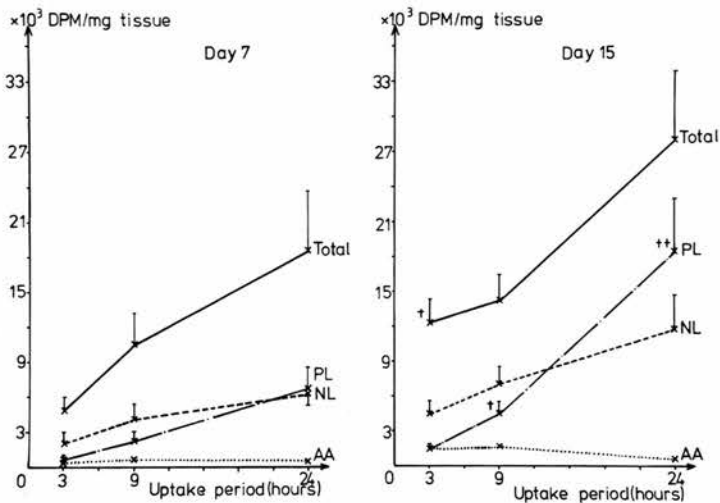 ×10³ DPM/mg tissue
Day 7
33
27
21
15
9
3
0
Total
PL
NL
AA
3 9 24
Uptake period(hours)
×10³ DPM/mg tissue
Day 15
33
27
21
15
9
3
0
Total
†
††
PL
NL
†
AA
3 9 24
Uptake period(hours)